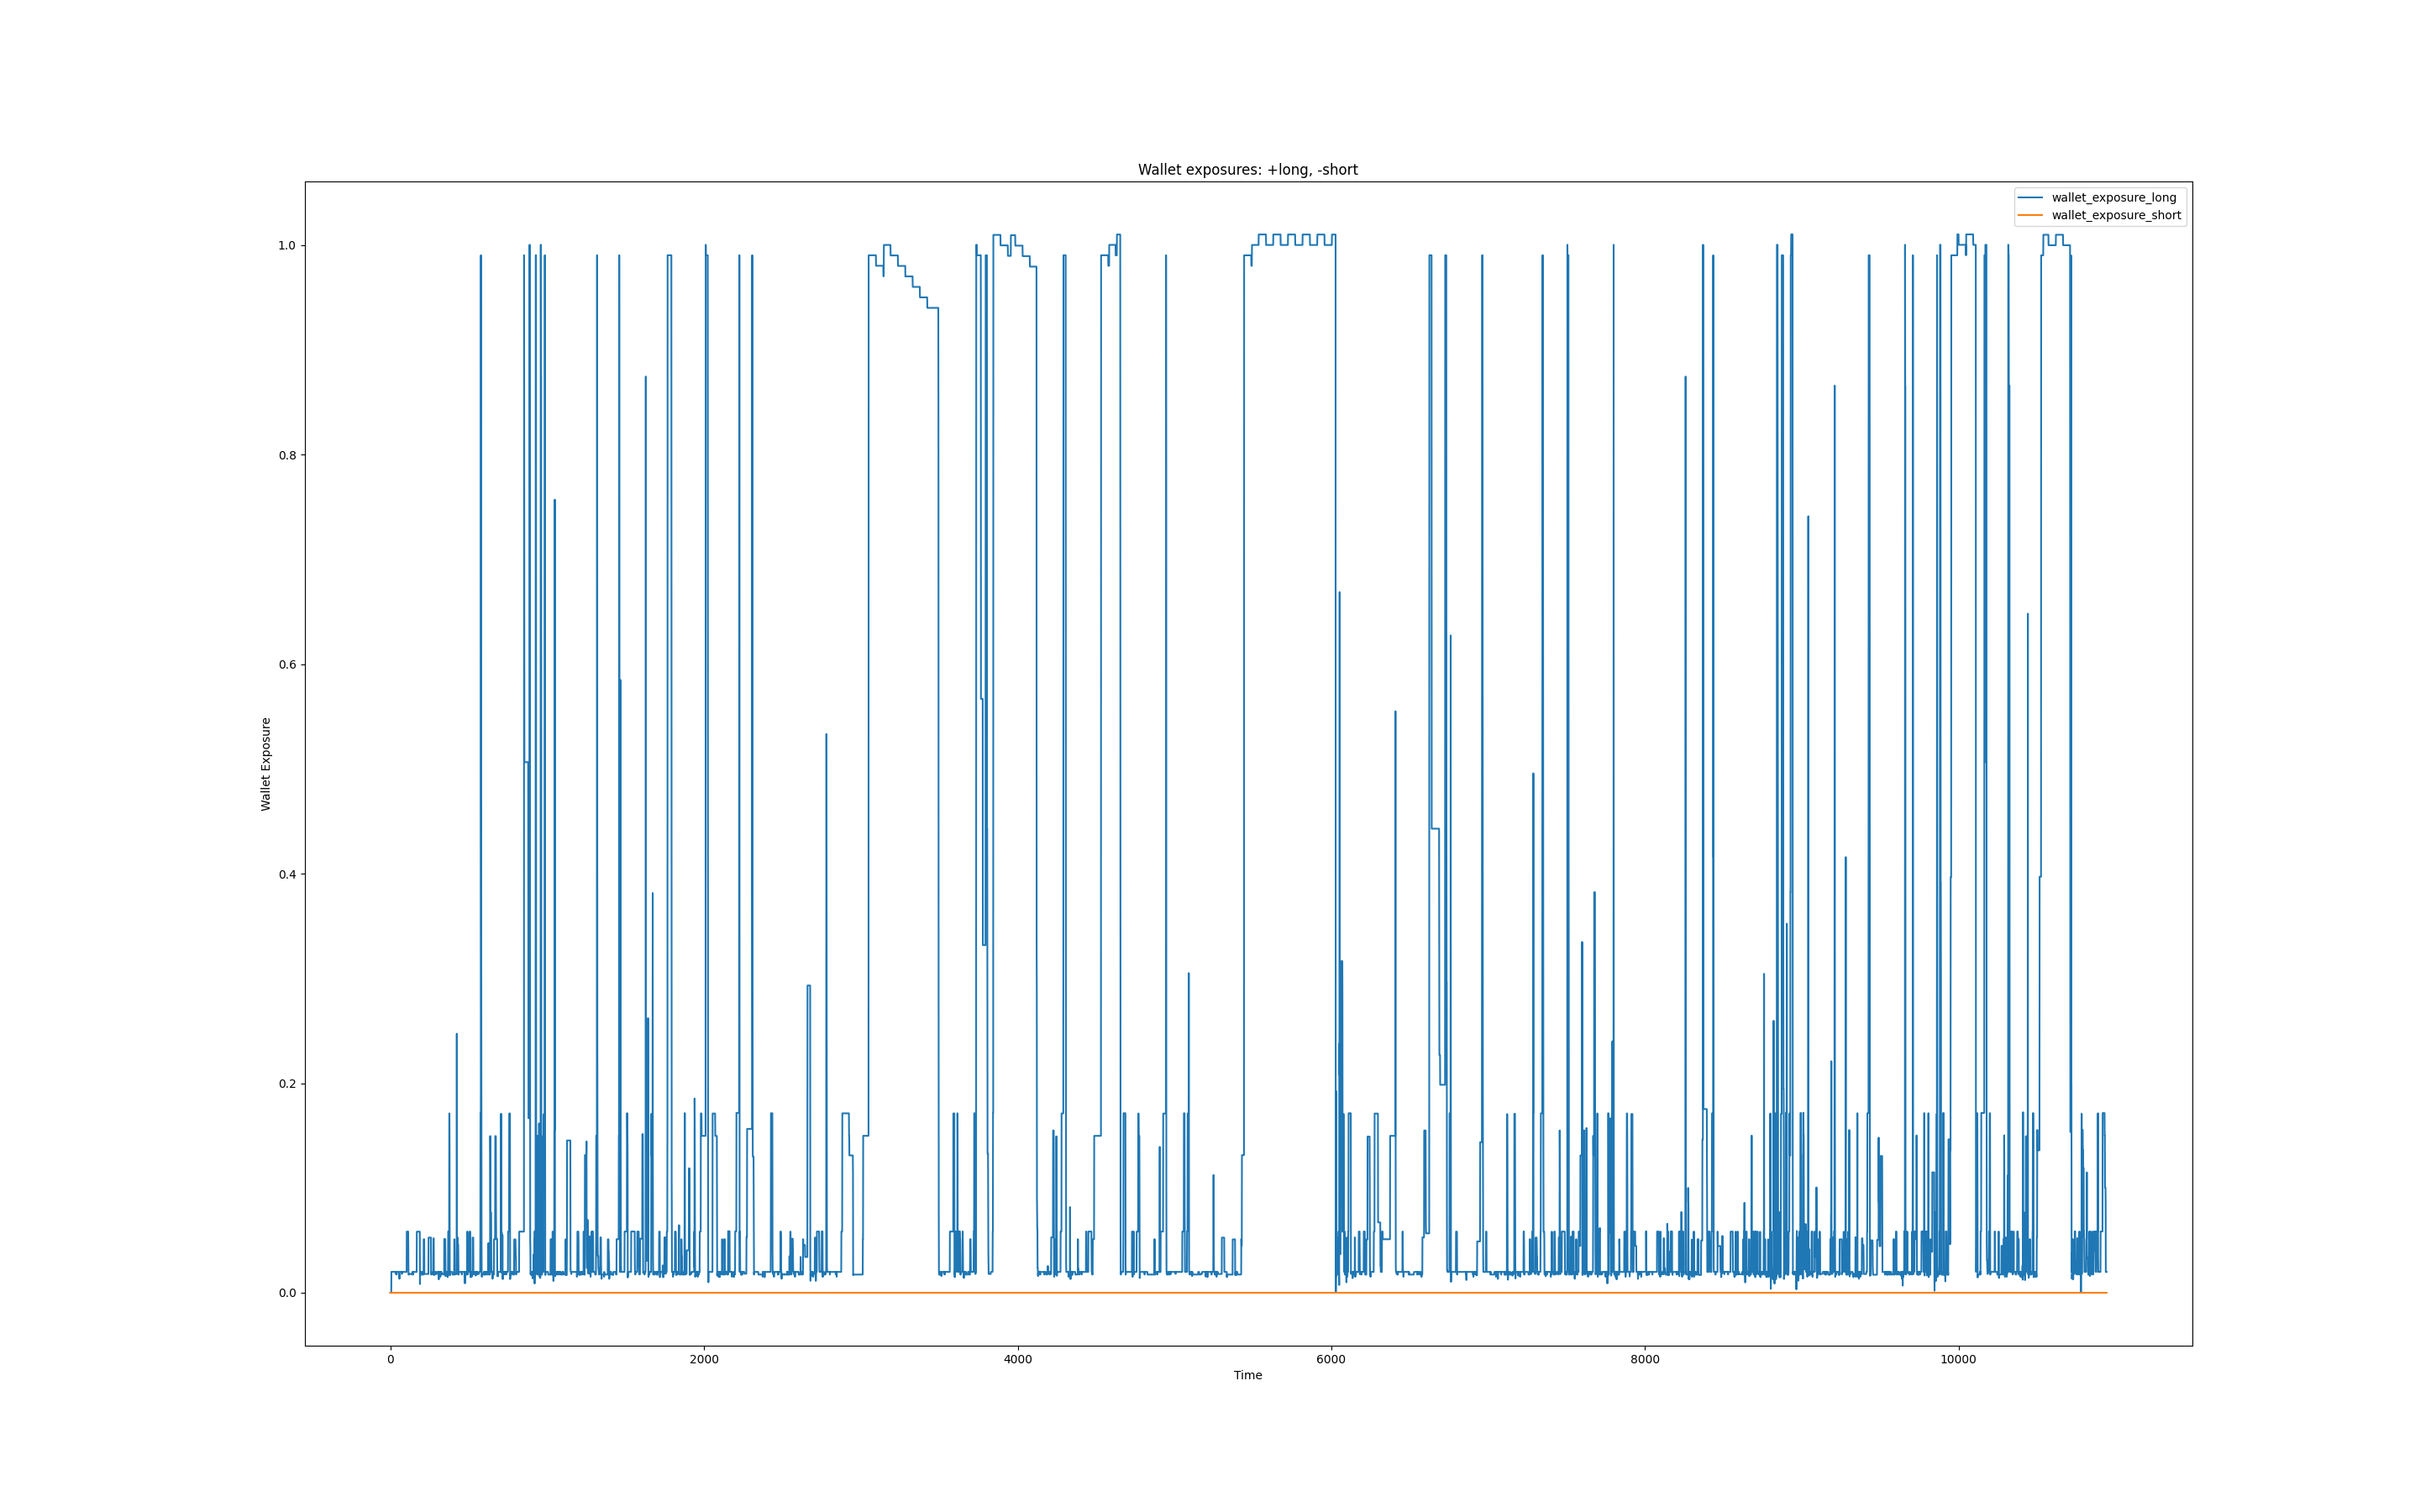 Wallet exposures: +long, -short
wallet_exposure_long
wallet_exposure_short
1.0
0.8
0.6
0.4
0.2
0.0
Wallet Exposure
0 2000 4000 6000 8000 10000
Time